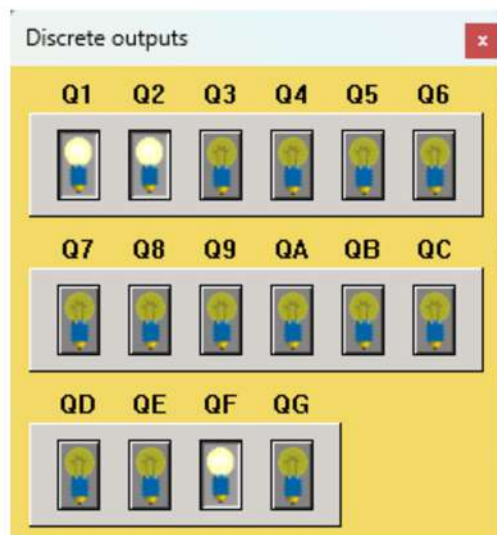 Discrete outputs x
Q1 Q2 Q3 Q4 Q5 Q6
Q7 Q8 Q9 QA QB QC
QD QE QF QG